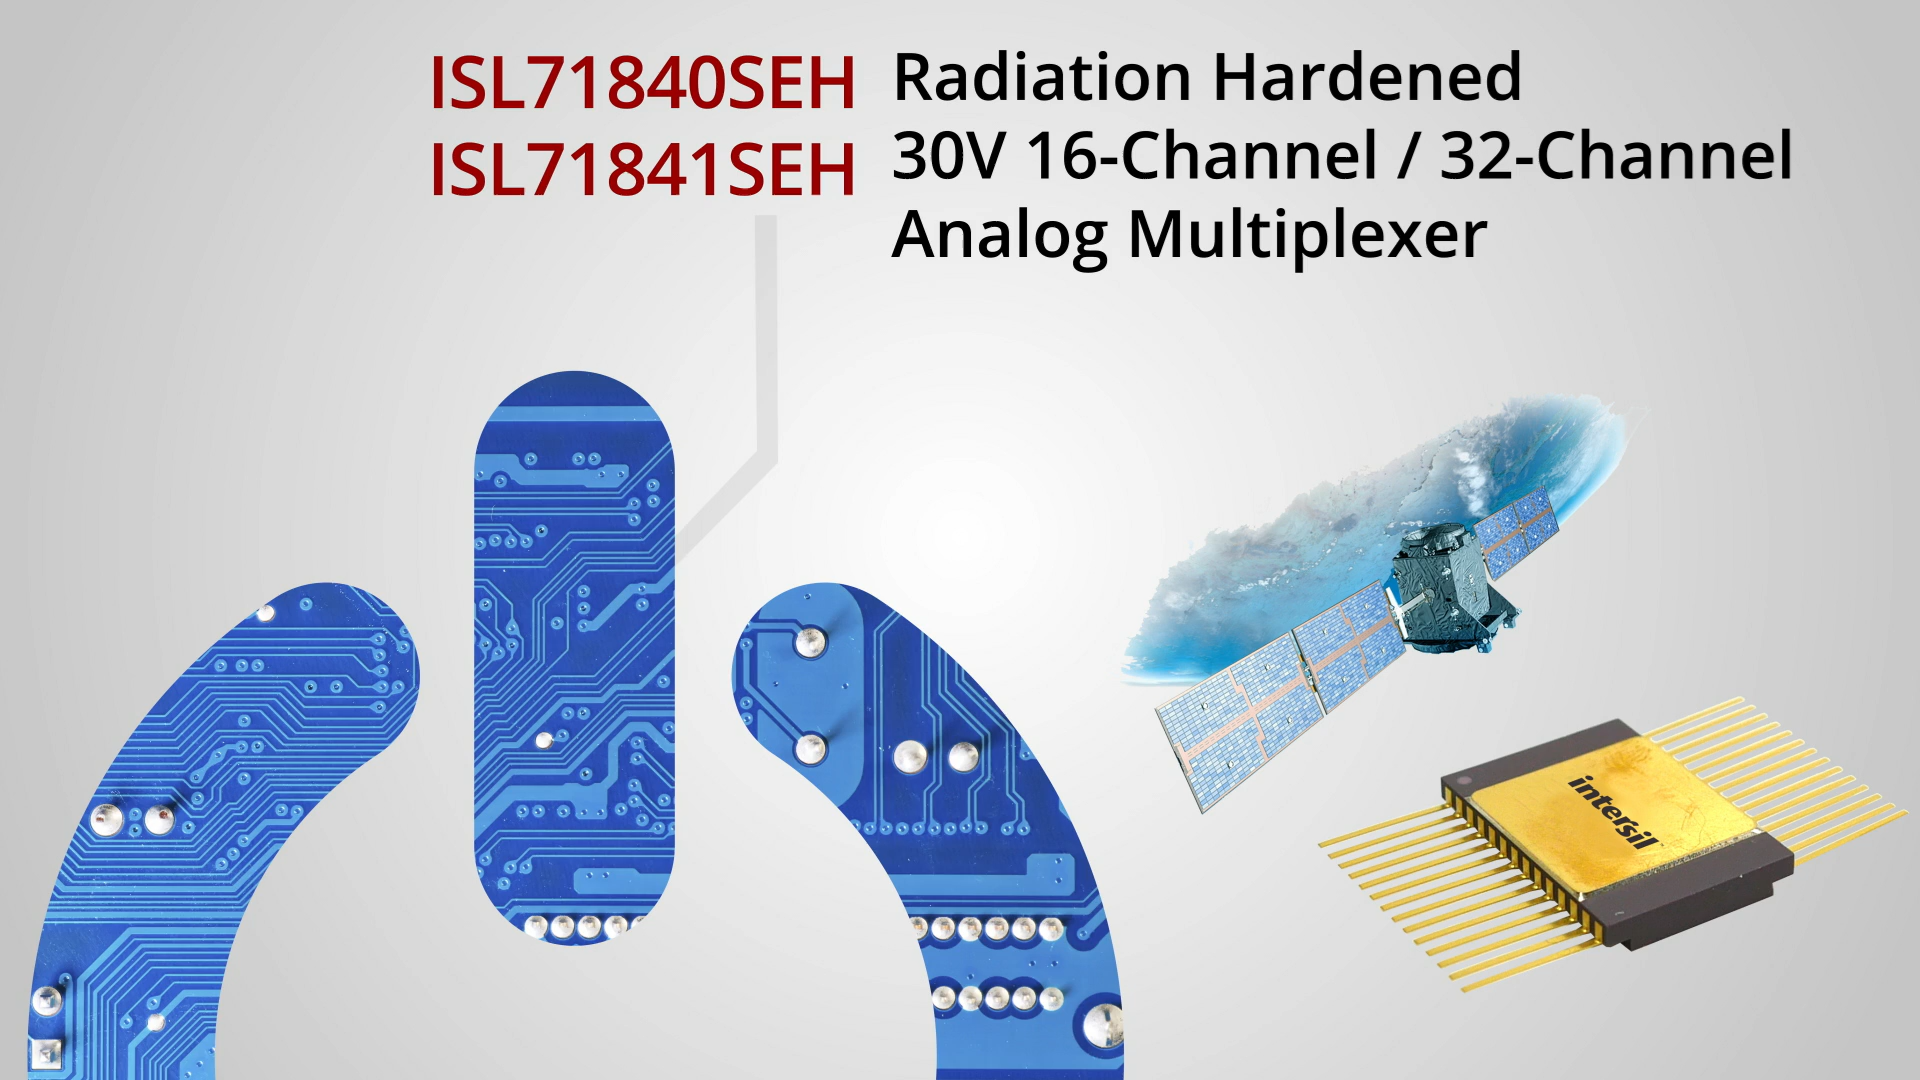 ISL71840SEH
ISL71841SEH
Radiation Hardened
30V 16-Channel / 32-Channel
Analog Multiplexer
intersil